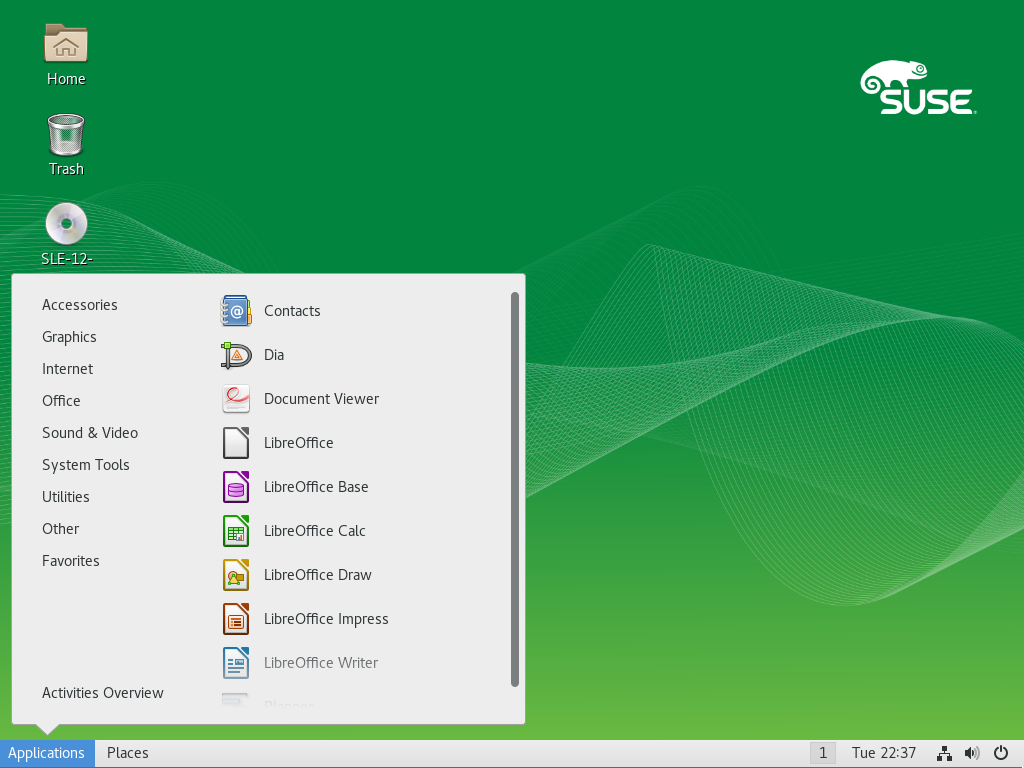 Home
SUSE
Trash
SLE-12-
Accessories
Graphics
Internet
Office
Sound & Video
System Tools
Utilities
Other
Favorites
Activities Overview
Contacts
Dia
Document Viewer
LibreOffice
LibreOffice Base
LibreOffice Calc
LibreOffice Draw
LibreOffice Impress
LibreOffice Writer
Planner
Applications Places 1 Tue 22:37